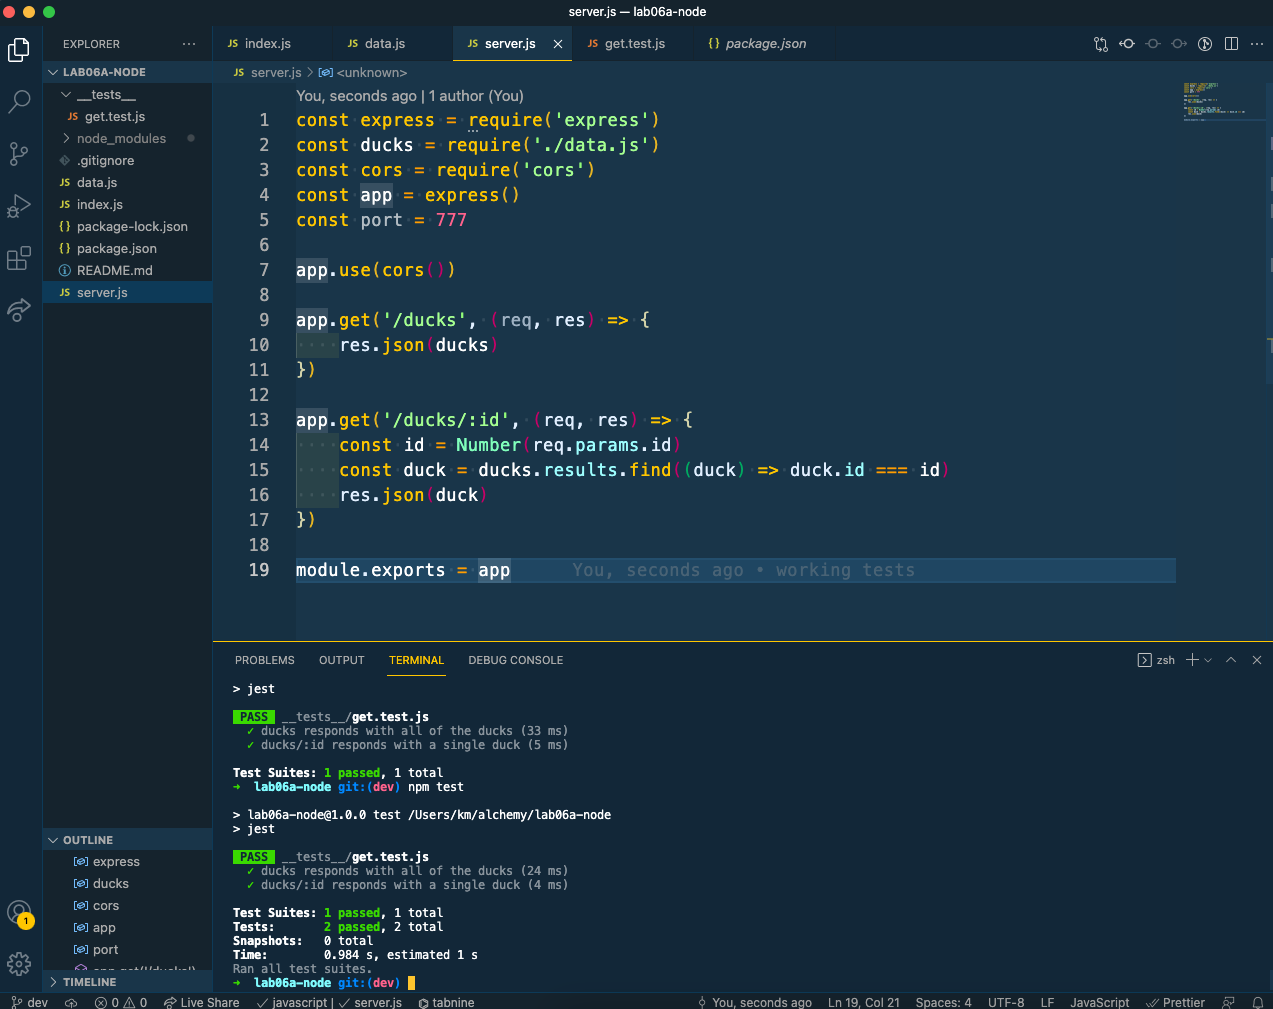 server.js — lab06a-node
EXPLORER ···
JS index.js
JS data.js
JS server.js ×
JS get.test.js
{} package.json
LAB06A-NODE
__tests__
JS get.test.js
node_modules
.gitignore
JS data.js
JS index.js
{} package-lock.json
{} package.json
README.md
JS server.js
OUTLINE
express
ducks
cors
app
port
TIMELINE
JS server.js > <unknown>
You, seconds ago | 1 author (You)
1 const express = require('express')
2 const ducks = require('./data.js')
3 const cors = require('cors')
4 const app = express()
5 const port = 777
6
7 app.use(cors())
8
9 app.get('/ducks', (req, res) => {
10 res.json(ducks)
11 })
12
13 app.get('/ducks/:id', (req, res) => {
14 const id = Number(req.params.id)
15 const duck = ducks.results.find((duck) => duck.id === id)
16 res.json(duck)
17 })
18
19 module.exports = app You, seconds ago • working tests
PROBLEMS OUTPUT TERMINAL DEBUG CONSOLE
zsh
> jest
PASS __tests__/get.test.js
✓ ducks responds with all of the ducks (33 ms)
✓ ducks/:id responds with a single duck (5 ms)
Test Suites: 1 passed, 1 total
→ lab06a-node git:(dev) npm test
> lab06a-node@1.0.0 test /Users/km/alchemy/lab06a-node
> jest
PASS __tests__/get.test.js
✓ ducks responds with all of the ducks (24 ms)
✓ ducks/:id responds with a single duck (4 ms)
Test Suites: 1 passed, 1 total
Tests: 2 passed, 2 total
Snapshots: 0 total
Time: 0.984 s, estimated 1 s
Ran all test suites.
→ lab06a-node git:(dev)
1
dev 0 0 Live Share ✓ javascript | ✓ server.js tabnine You, seconds ago Ln 19, Col 21 Spaces: 4 UTF-8 LF JavaScript Prettier